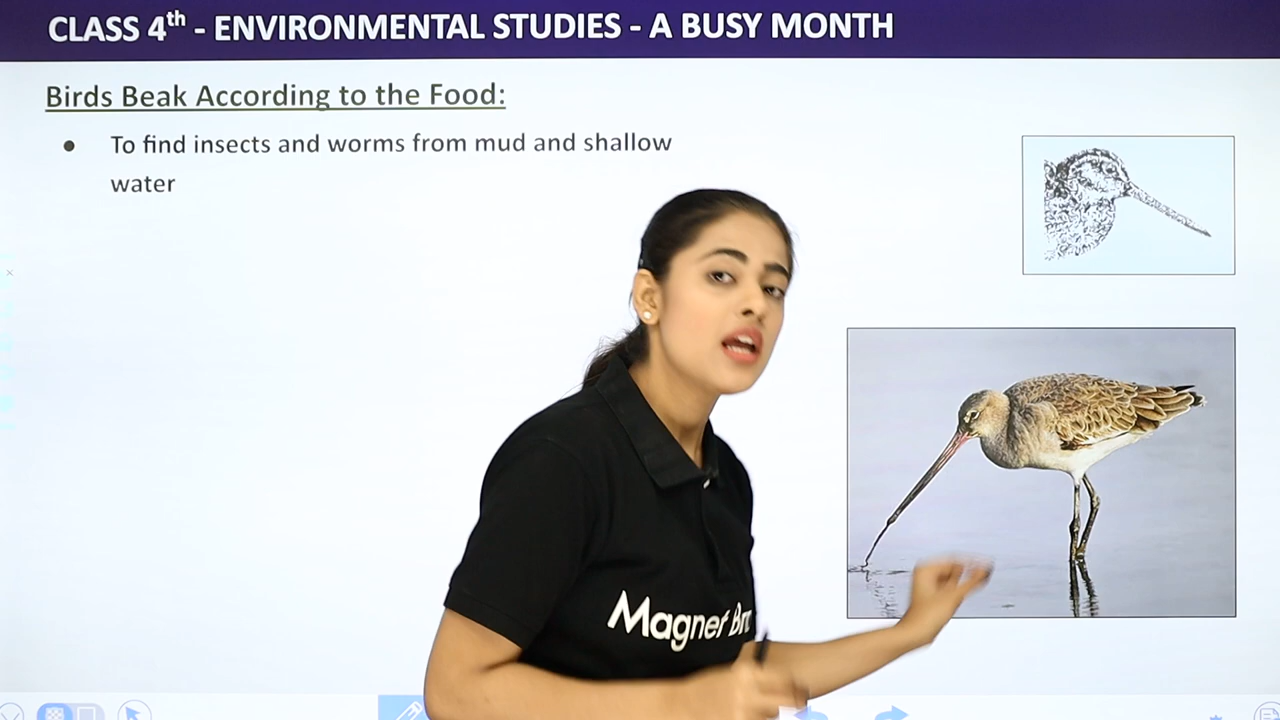 CLASS 4th - ENVIRONMENTAL STUDIES - A BUSY MONTH
Birds Beak According to the Food:
● To find insects and worms from mud and shallow
water
Magnet